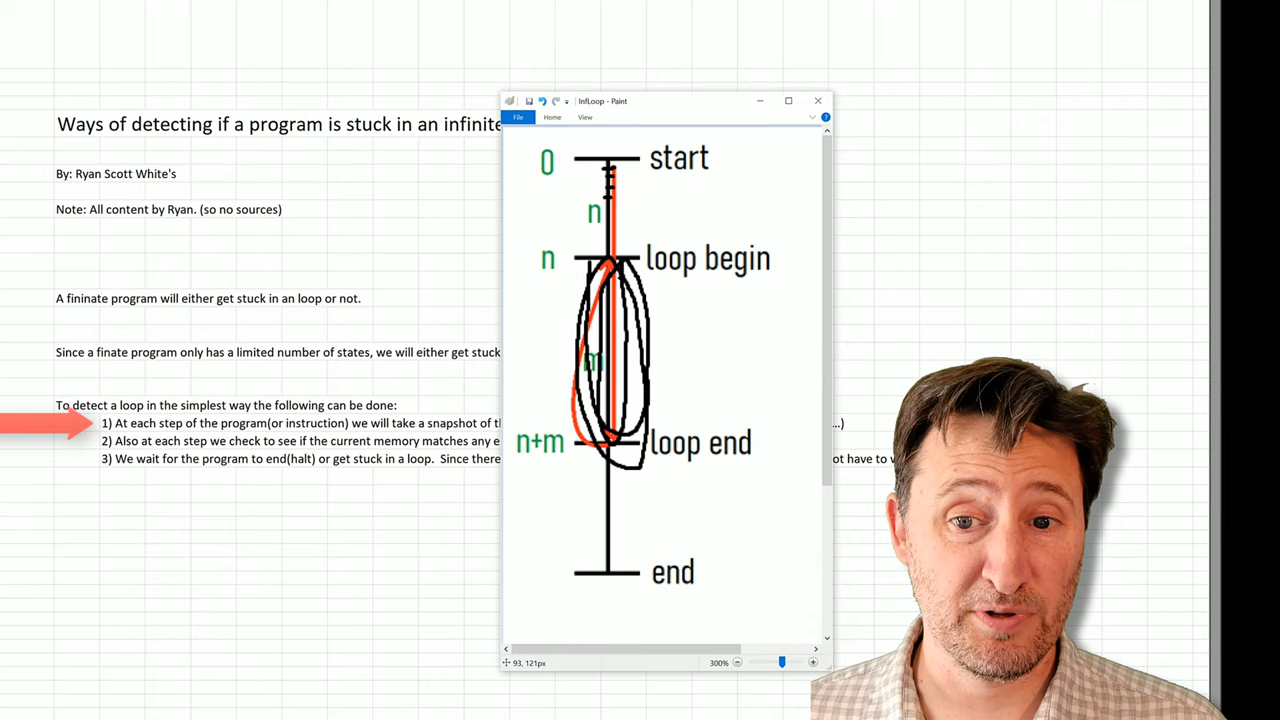 Ways of detecting if a program is stuck in an infinite
By: Ryan Scott White's
Note: All content by Ryan. (so no sources)
A fininate program will either get stuck in an loop or not.
Since a finate program only has a limited number of states, we will either get stuck
To detect a loop in the simplest way the following can be done:
1) At each step of the program(or instruction) we will take a snapshot of
...)
2) Also at each step we check to see if the current memory matches any
3) We wait for the program to end(halt) or get stuck in a loop. Since there
have to
InfLoop - Paint
File Home View
0 start
n
n loop begin
m
n+m loop end
end
93, 121px 300%